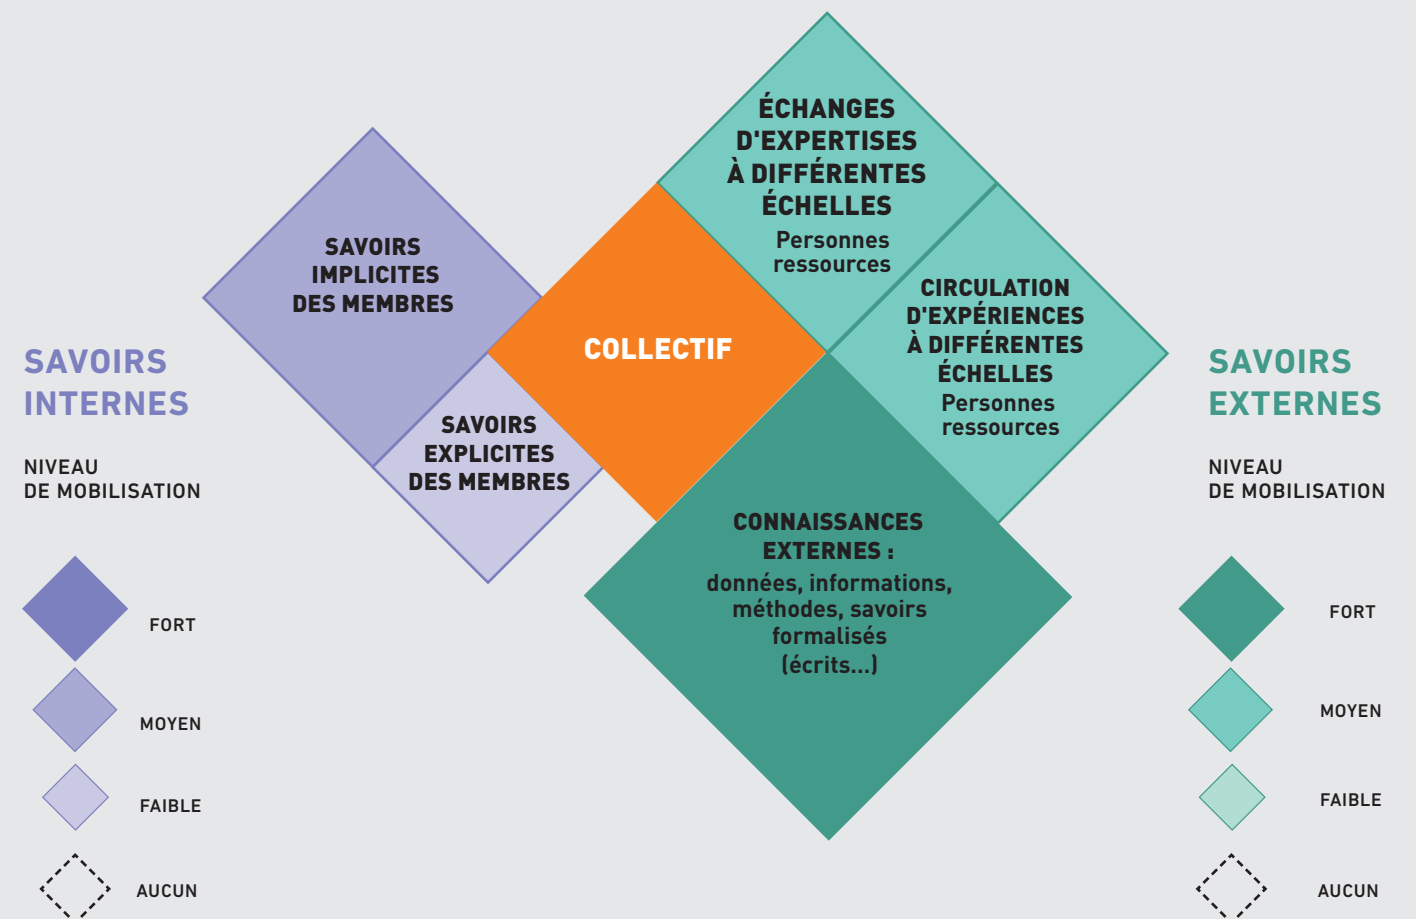 ÉCHANGES
D'EXPERTISES
À DIFFÉRENTES
ÉCHELLES
Personnes
ressources
SAVOIRS
IMPLICITES
DES MEMBRES
CIRCULATION
D'EXPÉRIENCES
À DIFFÉRENTES
ÉCHELLES
Personnes
ressources
COLLECTIF
SAVOIRS
EXPLICITES
DES MEMBRES
CONNAISSANCES
EXTERNES :
données, informations,
méthodes, savoirs
formalisés
(écrits...)
SAVOIRS
INTERNES
NIVEAU
DE MOBILISATION
FORT
MOYEN
FAIBLE
AUCUN
SAVOIRS
EXTERNES
NIVEAU
DE MOBILISATION
FORT
MOYEN
FAIBLE
AUCUN